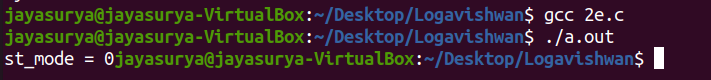 jayasurya@jayasurya-VirtualBox:~/Desktop/Logavishwan$ gcc 2e.c
jayasurya@jayasurya-VirtualBox:~/Desktop/Logavishwan$ ./a.out
st_mode = 0jayasurya@jayasurya-VirtualBox:~/Desktop/Logavishwan$